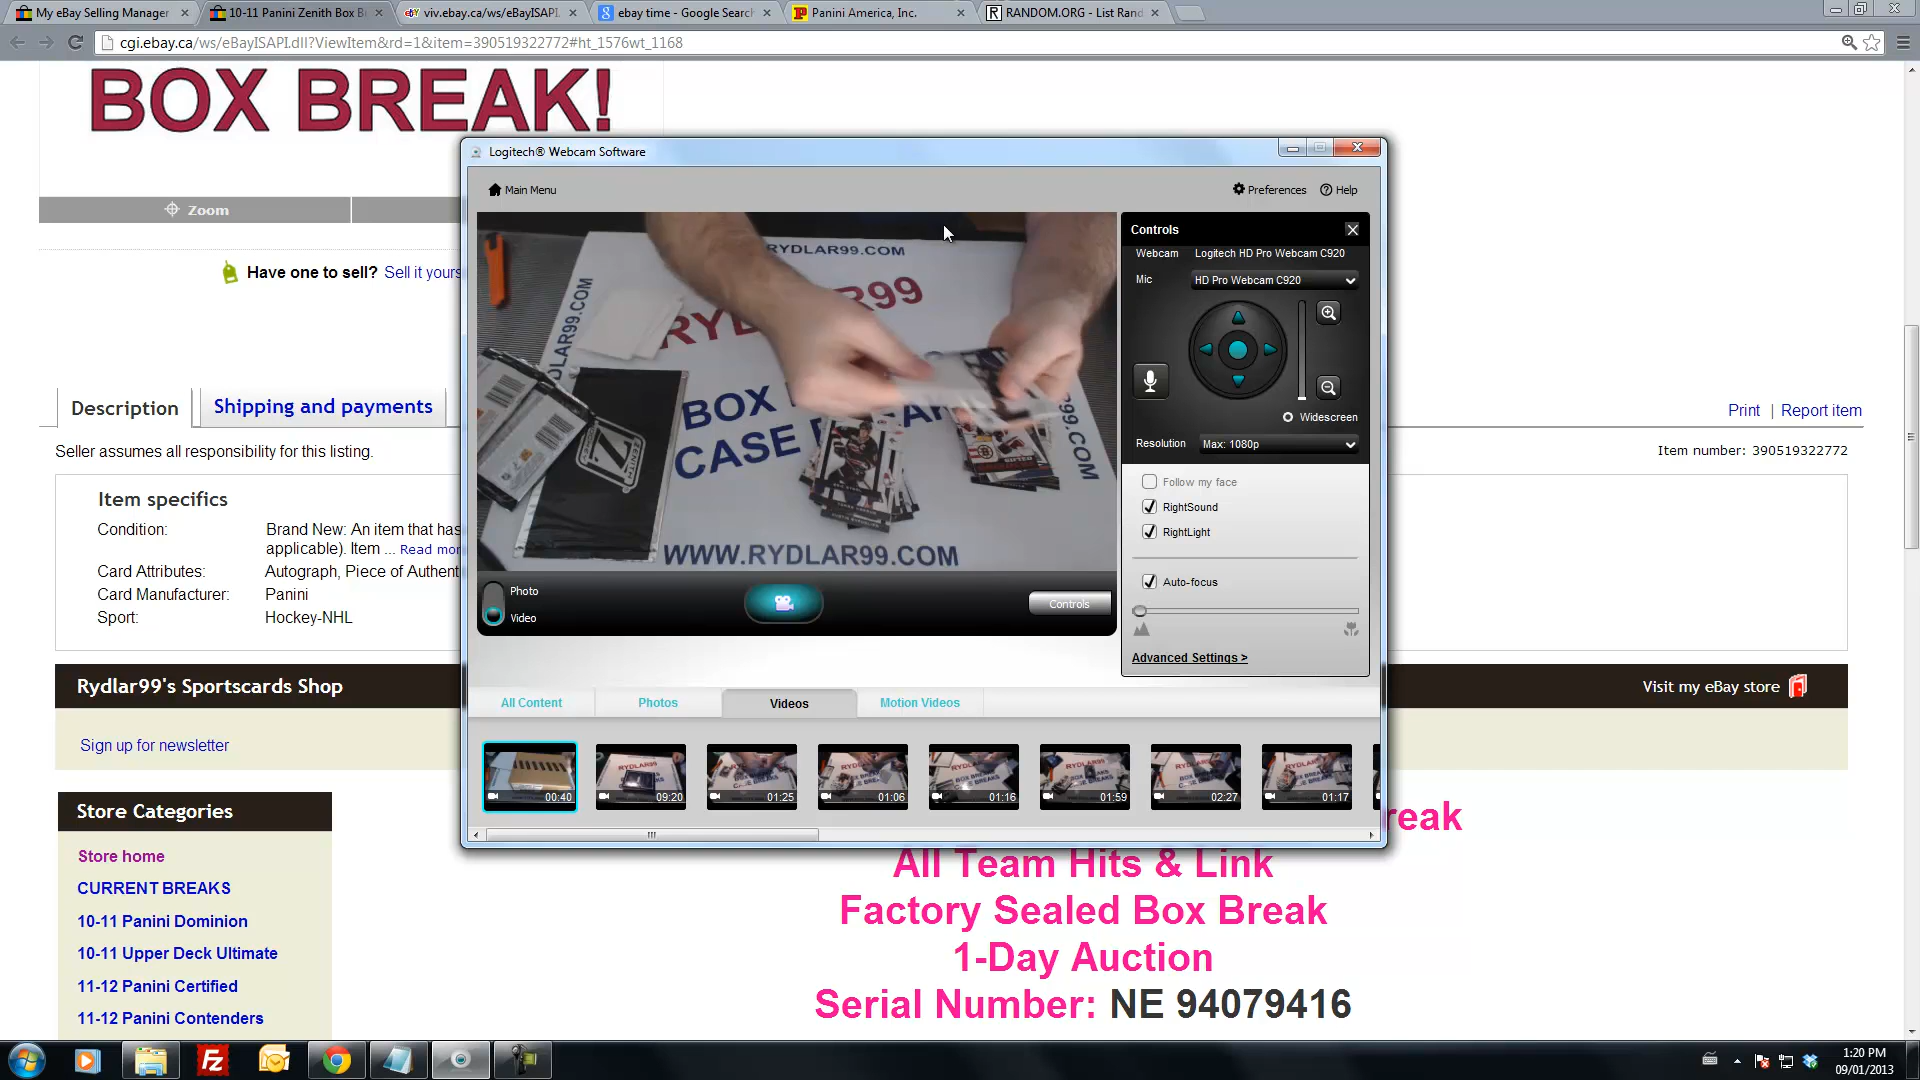 My eBay Selling Manager
10-11 Panini Zenith Box B
viv.ebay.ca/ws/eBayISAPI.
ebay time - Google Search
Panini America, Inc.
RANDOM.ORG - List Ran
cgi.ebay.ca/ws/eBayISAPI.dll?ViewItem&rd=1&item=390519322772#ht_1576wt_1168
BOX BREAK!
Zoom
Have one to sell? Sell it yours
Description
Shipping and payments
Print | Report item
Seller assumes all responsibility for this listing.
Item number: 390519322772
Item specifics
Condition: Brand New: An item that has
applicable). Item ... Read mor
Card Attributes: Autograph, Piece of Authent
Card Manufacturer: Panini
Sport: Hockey-NHL
Rydlar99's Sportscards Shop
Visit my eBay store
Sign up for newsletter
Store Categories
Store home
CURRENT BREAKS
10-11 Panini Dominion
10-11 Upper Deck Ultimate
11-12 Panini Certified
11-12 Panini Contenders
Logitech® Webcam Software
Main Menu
Preferences
Help
RYDLAR99.COM
RYDLAR99.COM
BOX
CASE
99.COM
WWW.RYDLAR99.COM
ZENITH
Photo
Video
Controls
Controls
Webcam Logitech HD Pro Webcam C920
Mic HD Pro Webcam C920
Widescreen
Resolution Max: 1080p
Follow my face
RightSound
RightLight
Auto-focus
Advanced Settings >
All Content
Photos
Videos
Motion Videos
00:40
09:20
01:25
01:06
01:16
01:59
02:27
01:17
reak
All Team Hits & Link
Factory Sealed Box Break
1-Day Auction
Serial Number: NE 94079416
1:20 PM
09/01/2013